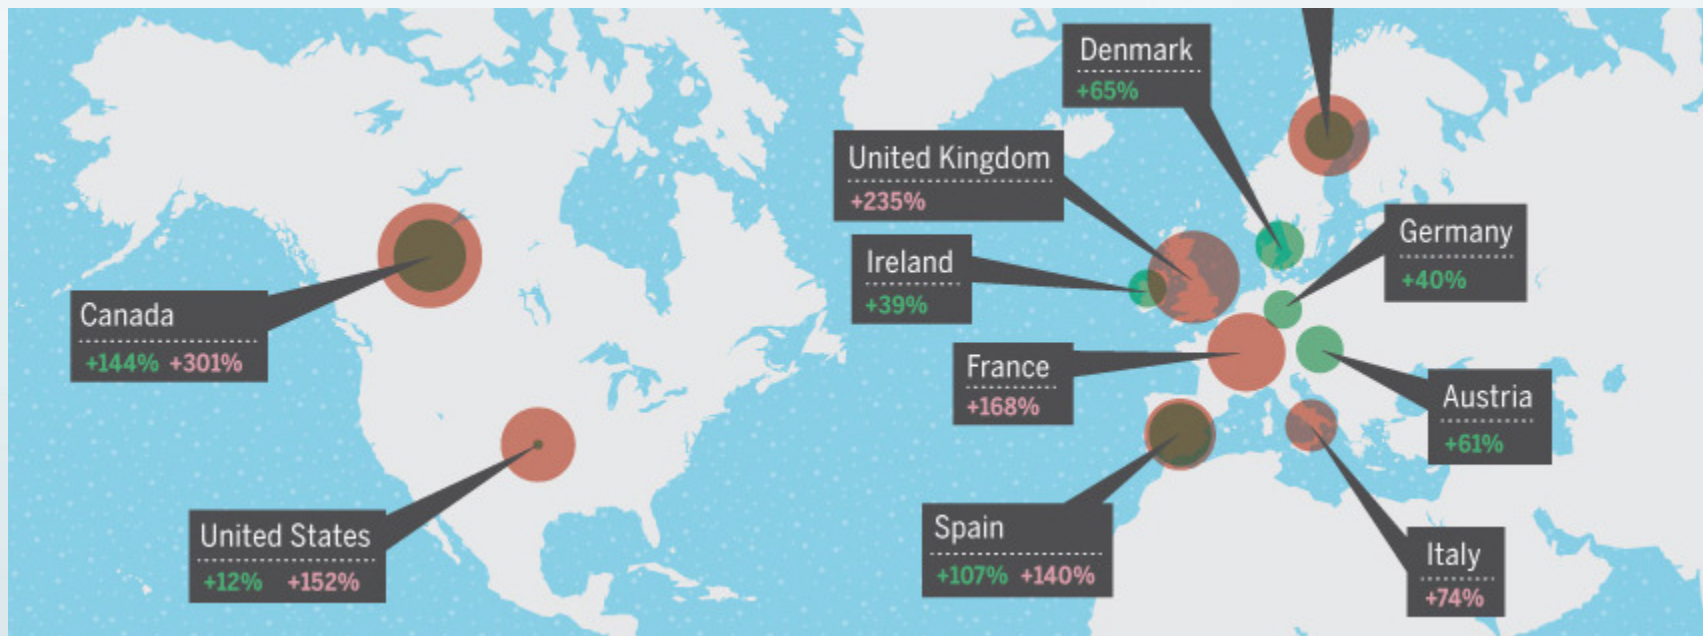 Denmark
+65%
United Kingdom
+235%
Germany
+40%
Ireland
+39%
Canada
+144% +301%
France
+168%
Austria
+61%
United States
+12% +152%
Spain
+107% +140%
Italy
+74%